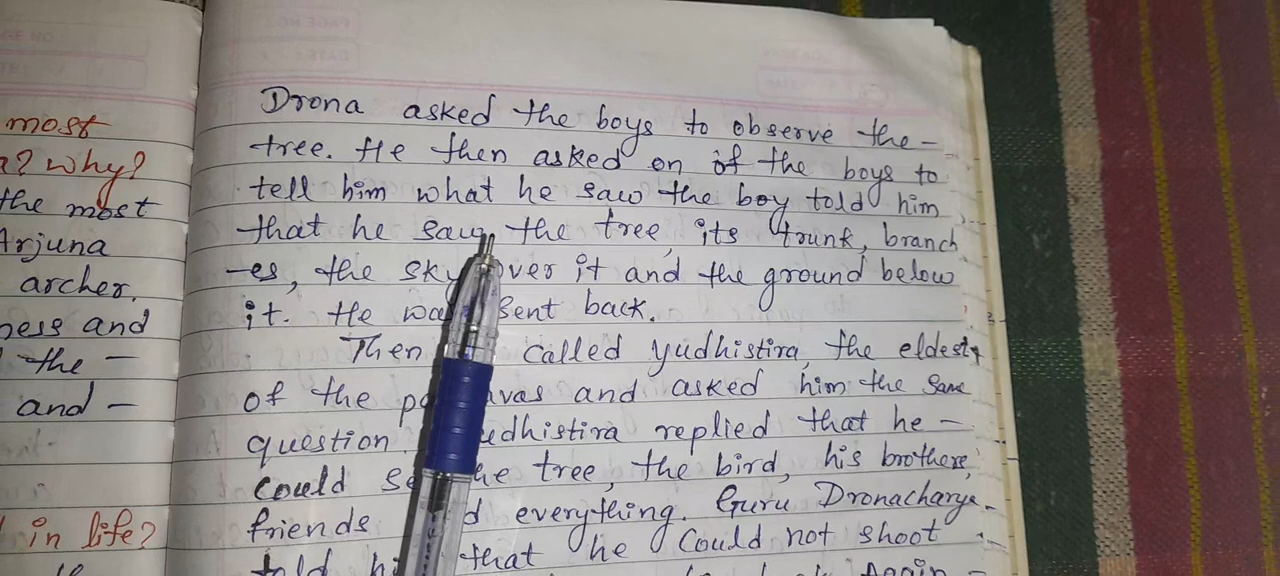 most
? why?
the most
Arjuna
archer.
ness and
the -
and -
in life?
Drona asked the boys to observe the -
tree. He then asked on of the boys to
tell him what he saw the boy told him
that he saw, the tree, its trunk, branch
-es, the sky over it and the ground below
it. He was sent back.
Then called yudhistira, the eldest
of the and asked him the same
question. replied that he -
could the tree, the bird, his brothers,
friends everything. Guru Dronacharya -
told that he could not shoot
Again -